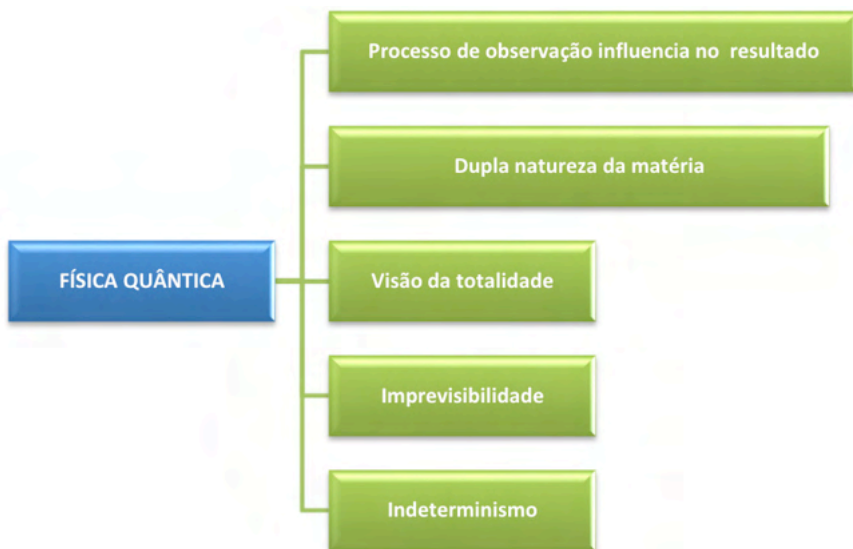 Processo de observação influencia no resultado
Dupla natureza da matéria
FÍSICA QUÂNTICA
Visão da totalidade
Imprevisibilidade
Indeterminismo